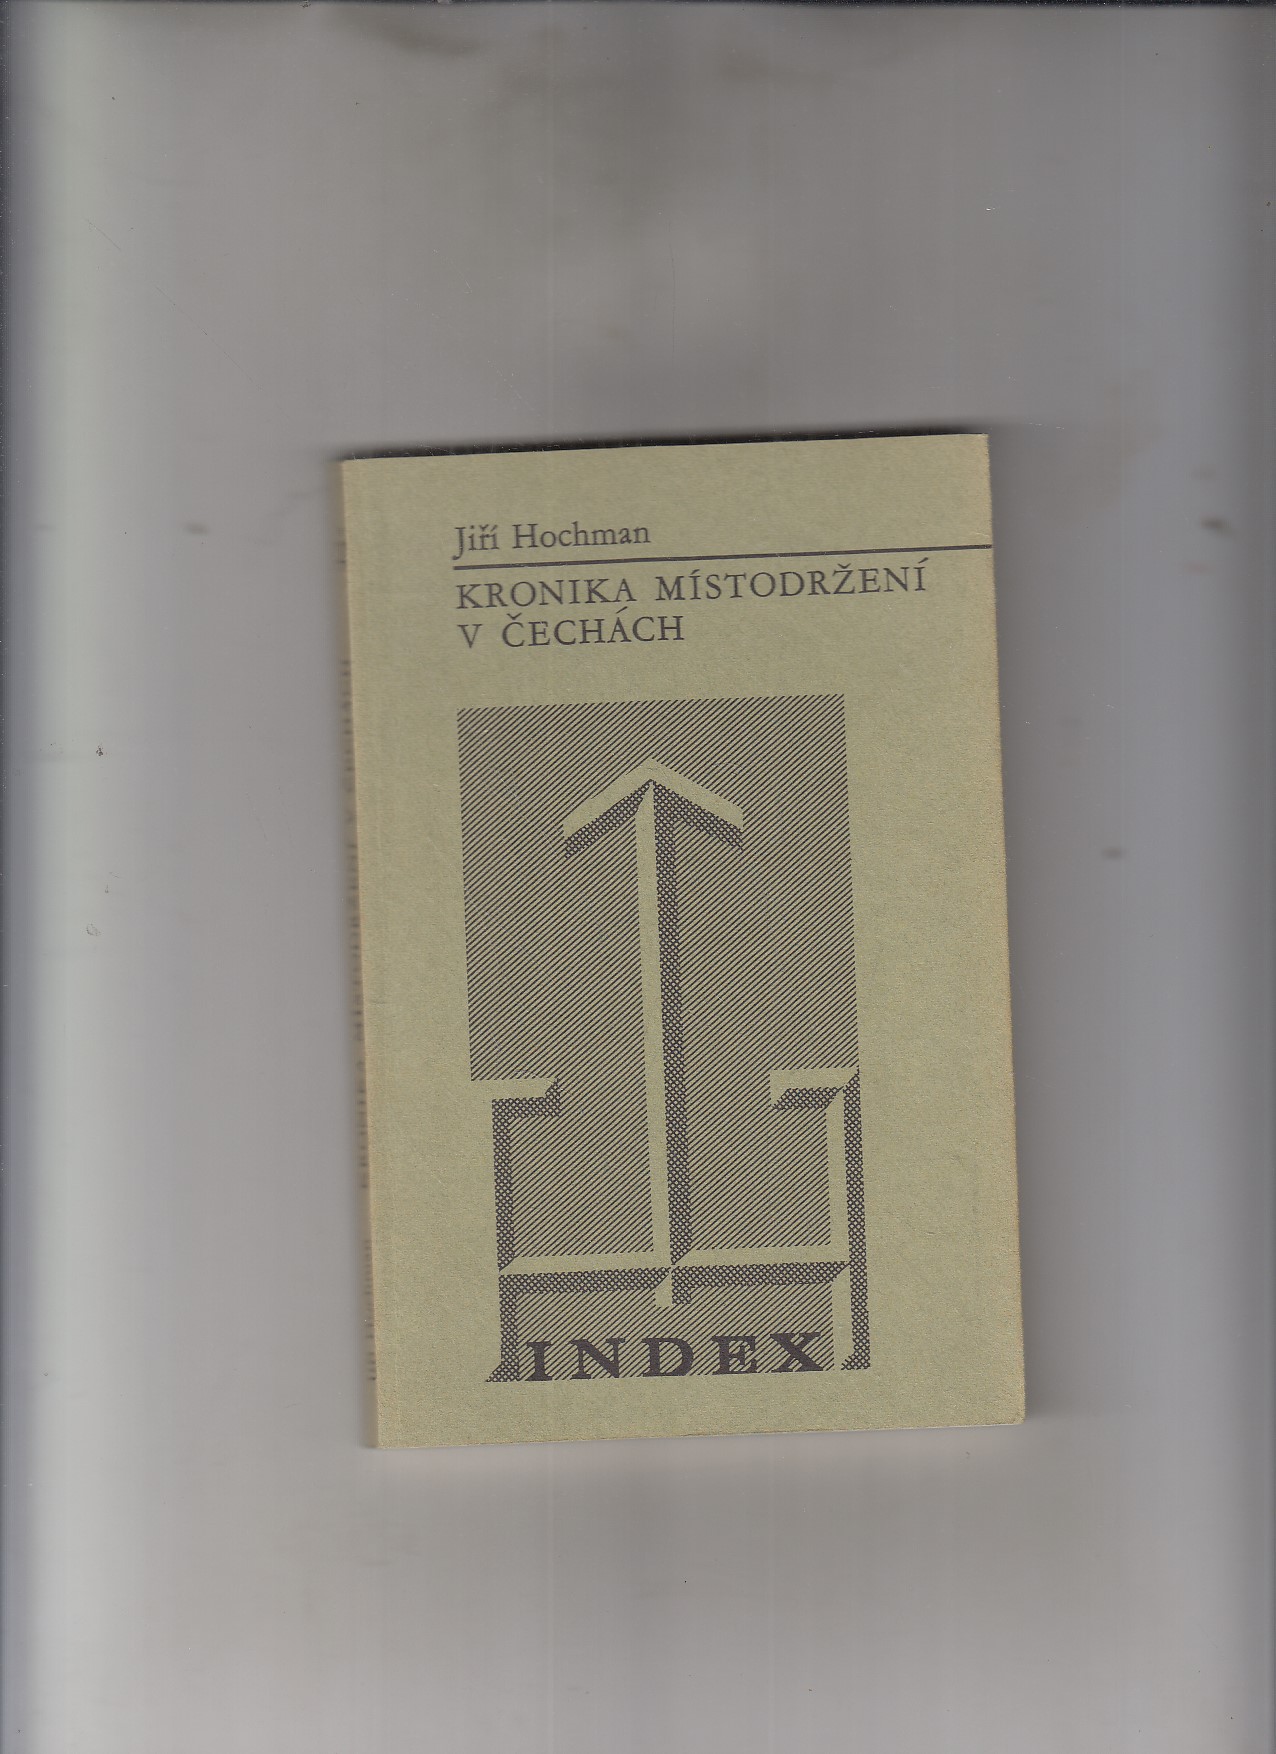 Jiří Hochman
KRONIKA MÍSTODRŽENÍ
V ČECHÁCH
INDEX